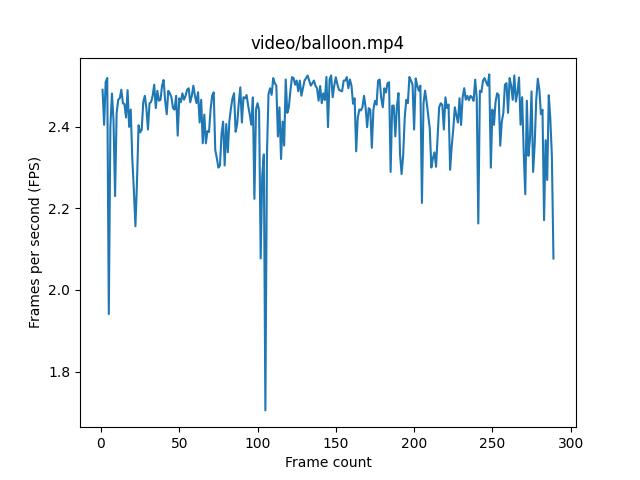 video/balloon.mp4
Frames per second (FPS)
2.4
2.2
2.0
1.8
0 50 100 150 200 250 300
Frame count